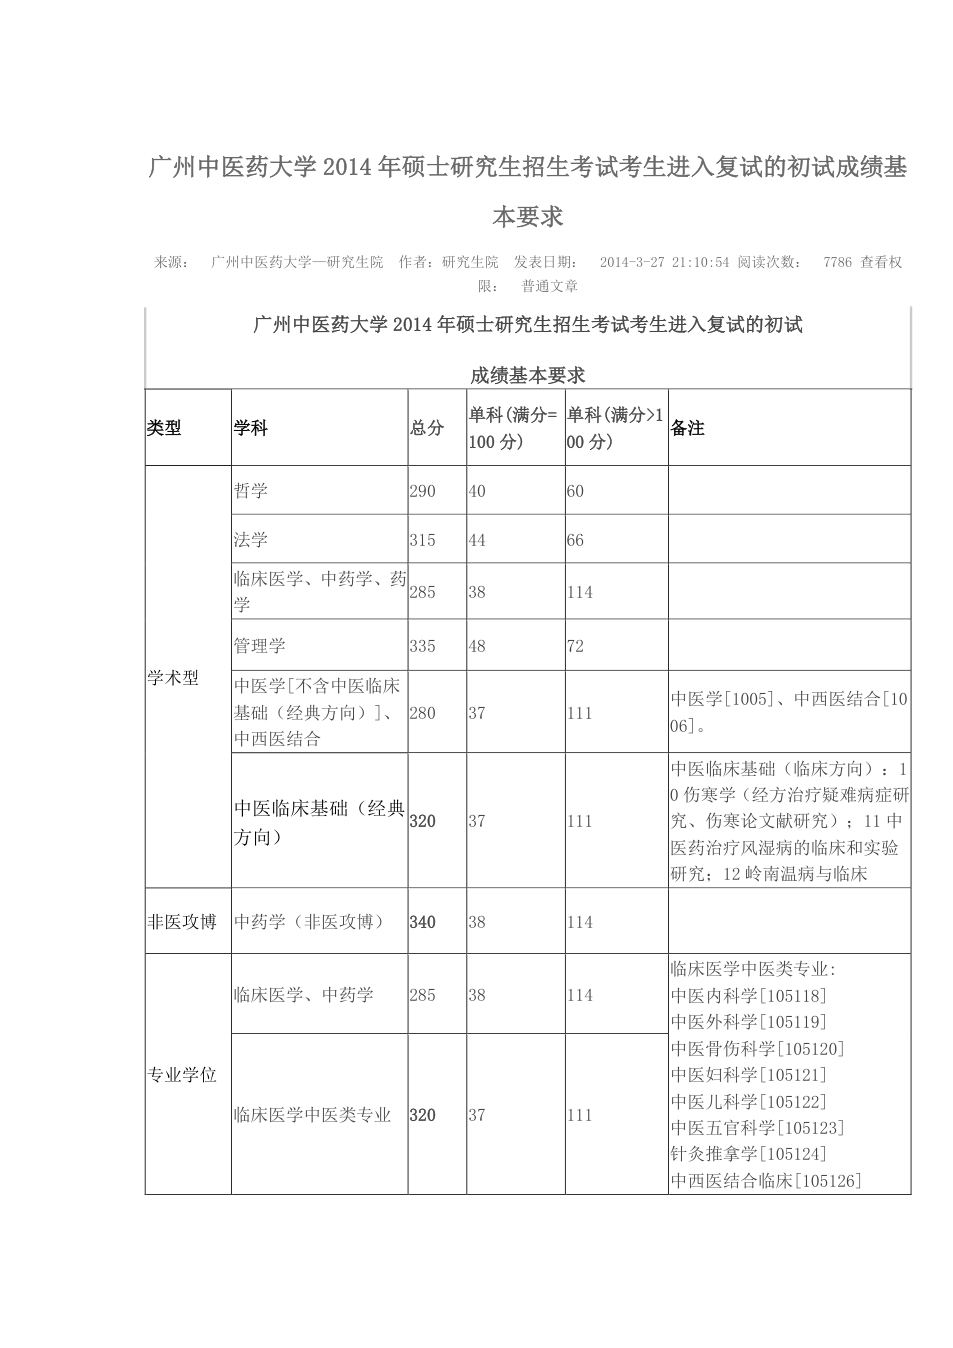 广州中医药大学 2014 年硕士研究生招生考试考生进入复试的初试成绩基
本要求
来源： 广州中医药大学—研究生院 作者：研究生院 发表日期： 2014-3-27 21:10:54 阅读次数： 7786 查看权
限： 普通文章
广州中医药大学 2014 年硕士研究生招生考试考生进入复试的初试
成绩基本要求
类型 学科 总分 单科(满分= 单科(满分>1 备注
100 分) 00 分)
学术型
哲学 290 40 60
法学 315 44 66
临床医学、中药学、药
学 285 38 114
管理学 335 48 72
中医学[不含中医临床
基础（经典方向）]、
中西医结合
280 37 111
中医学[1005]、中西医结合[10
06]。
中医临床基础（经典
方向）
320 37 111
中医临床基础（临床方向）：1
0 伤寒学（经方治疗疑难病症研
究、伤寒论文献研究）；11 中
医药治疗风湿病的临床和实验
研究；12 岭南温病与临床
非医攻博 中药学（非医攻博） 340 38 114
专业学位
临床医学、中药学 285 38 114
临床医学中医类专业 320 37 111
临床医学中医类专业:
中医内科学[105118]
中医外科学[105119]
中医骨伤科学[105120]
中医妇科学[105121]
中医儿科学[105122]
中医五官科学[105123]
针灸推拿学[105124]
中西医结合临床[105126]